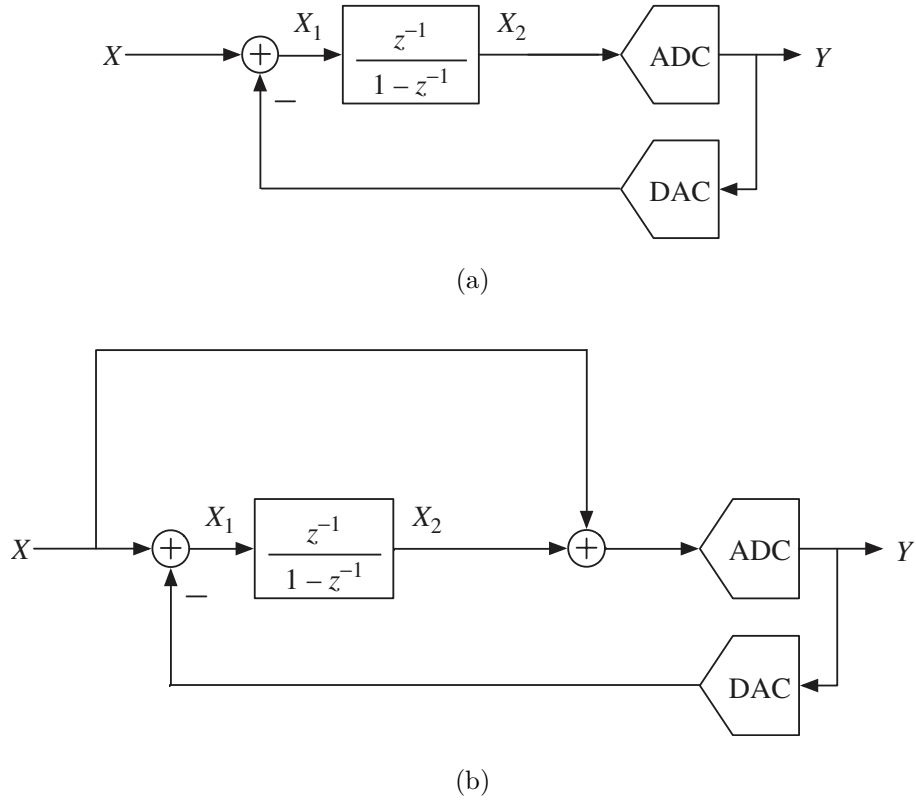 X X₁ z⁻¹ X₂ ADC Y
1 – z⁻¹
–
DAC
(a)
X X₁ z⁻¹ X₂ ADC Y
1 – z⁻¹
–
DAC
(b)